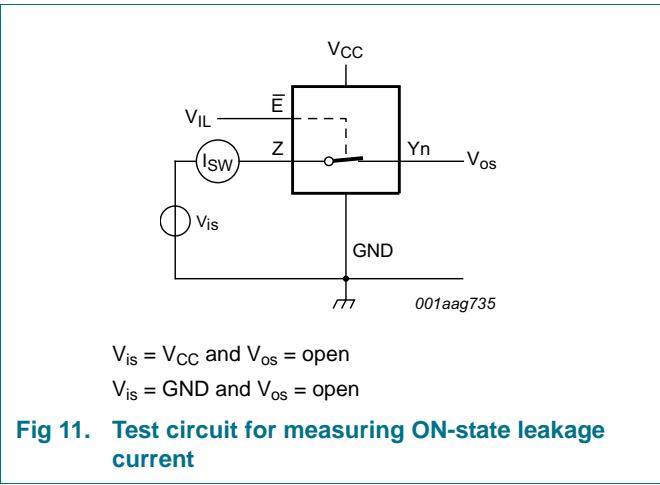 VCC
E̅
VIL
Z
Yn
ISW
Vos
Vis
GND
001aag735
Vis = VCC and Vos = open
Vis = GND and Vos = open
Fig 11. Test circuit for measuring ON-state leakage
current